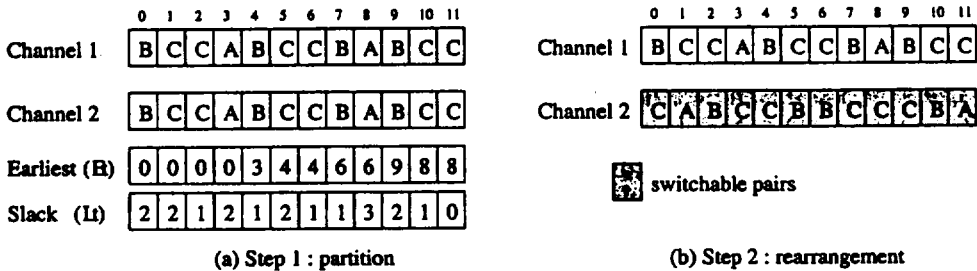 0 1 2 3 4 5 6 7 8 9 10 11
Channel 1 B C C A B C C B A B C C
Channel 2 B C C A B C C B A B C C
Earliest (Et) 0 0 0 0 3 4 4 6 6 9 8 8
Slack (Lt) 2 2 1 2 1 2 1 1 3 2 1 0
(a) Step 1 : partition
0 1 2 3 4 5 6 7 8 9 10 11
Channel 1 B C C A B C C B A B C C
Channel 2 C A B C C B B C C C B A
switchable pairs
(b) Step 2 : rearrangement